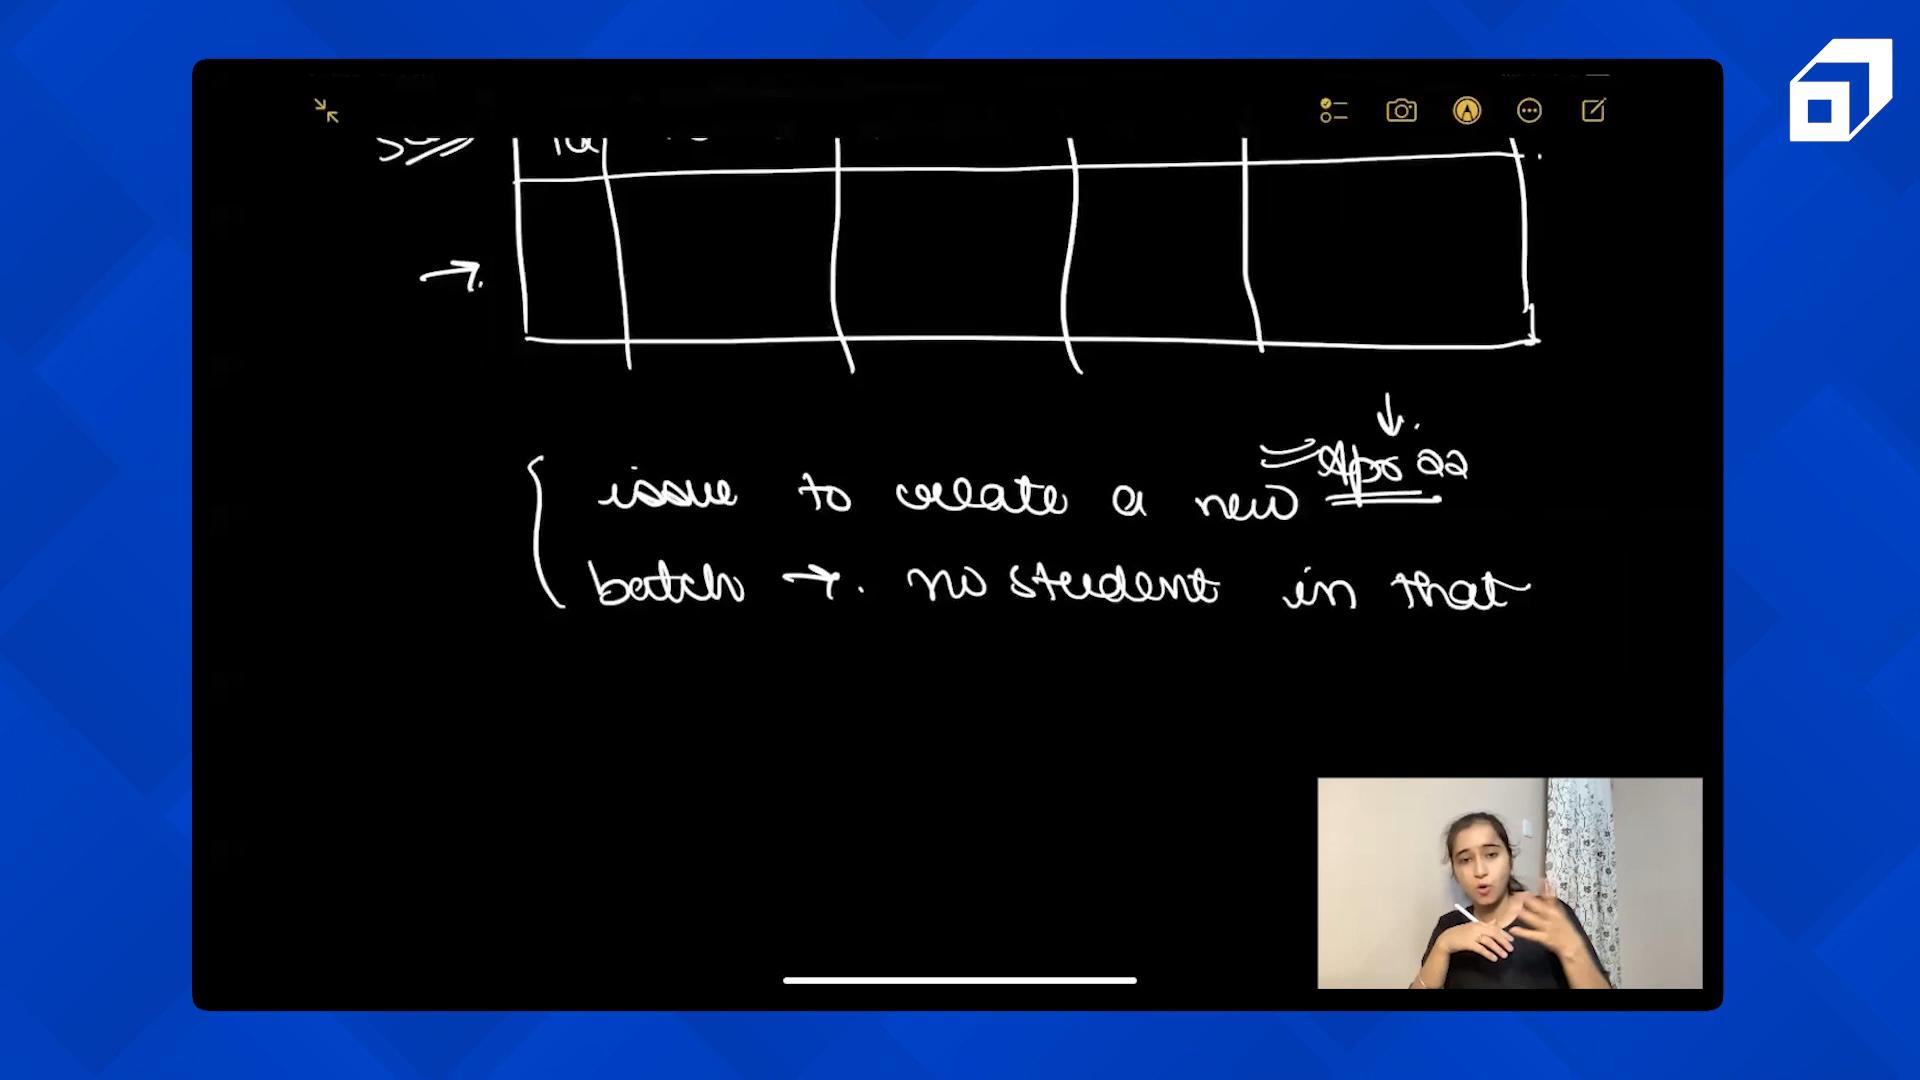 Apr 22
issue to create a new
batch → . no student in that